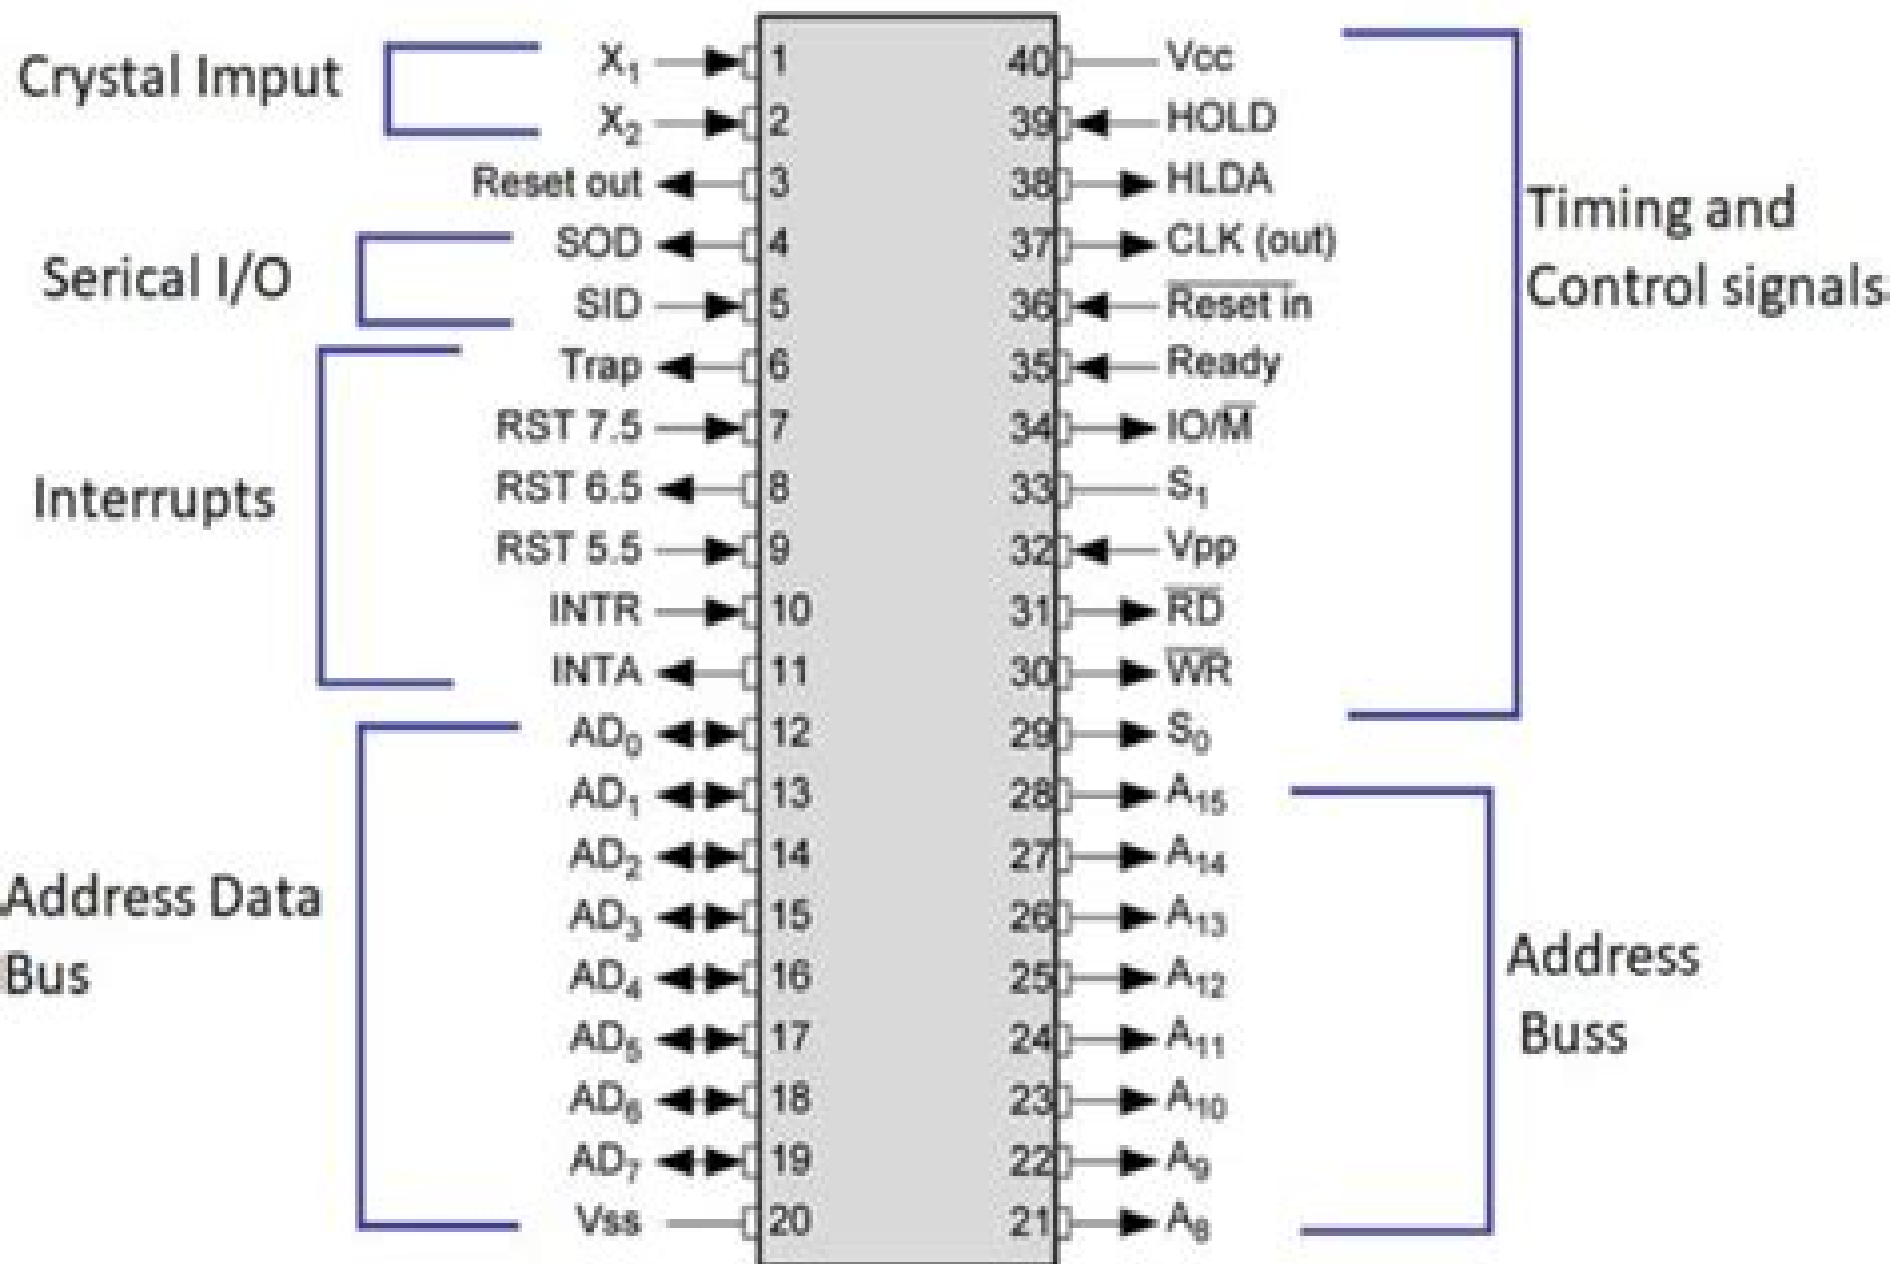 Crystal Imput
X1
1
X2
2
Reset out
3
Serical I/O
SOD
4
SID
5
Interrupts
Trap
6
RST 7.5
7
RST 6.5
8
RST 5.5
9
INTR
10
INTA
11
Address Data
Bus
AD0
12
AD1
13
AD2
14
AD3
15
AD4
16
AD5
17
AD6
18
AD7
19
Vss
20
40
Vcc
39
HOLD
38
HLDA
37
CLK (out)
36
Reset in
35
Ready
34
IO/M
33
S1
32
Vpp
31
RD
30
WR
29
S0
Timing and
Control signals
28
A15
27
A14
26
A13
25
A12
24
A11
23
A10
22
A9
21
A8
Address
Buss